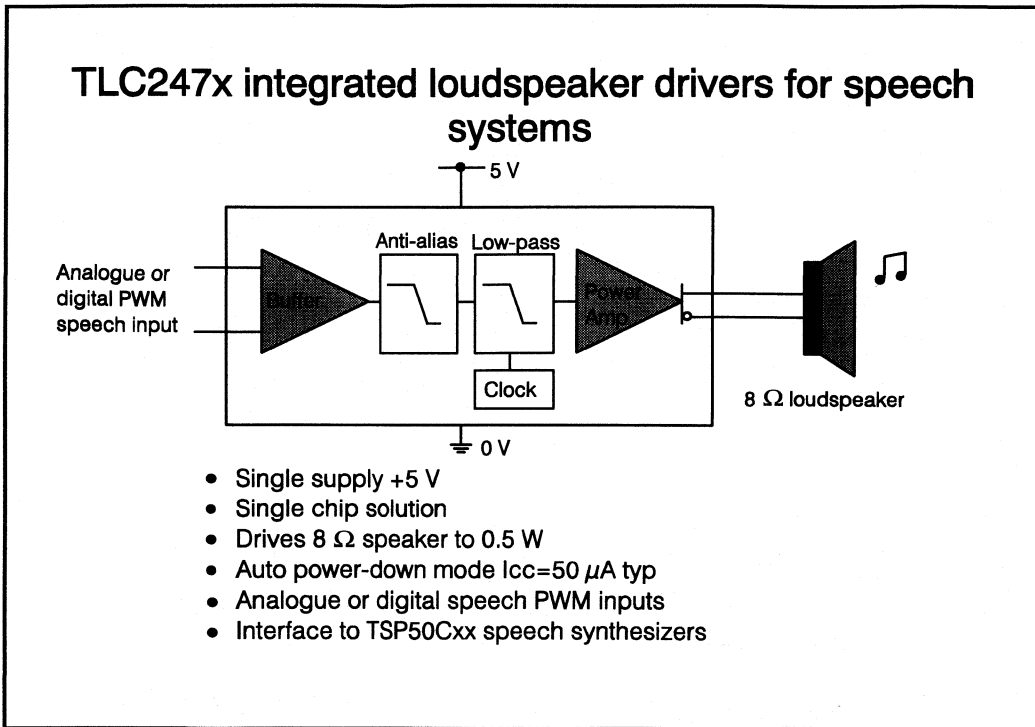 TLC247x integrated loudspeaker drivers for speech
systems
5 V
Anti-alias
Low-pass
Analogue or
digital PWM
speech input
Buffer
Power
Amp
Clock
8 Ω loudspeaker
0 V
• Single supply +5 V
• Single chip solution
• Drives 8 Ω speaker to 0.5 W
• Auto power-down mode Icc=50 μA typ
• Analogue or digital speech PWM inputs
• Interface to TSP50Cxx speech synthesizers